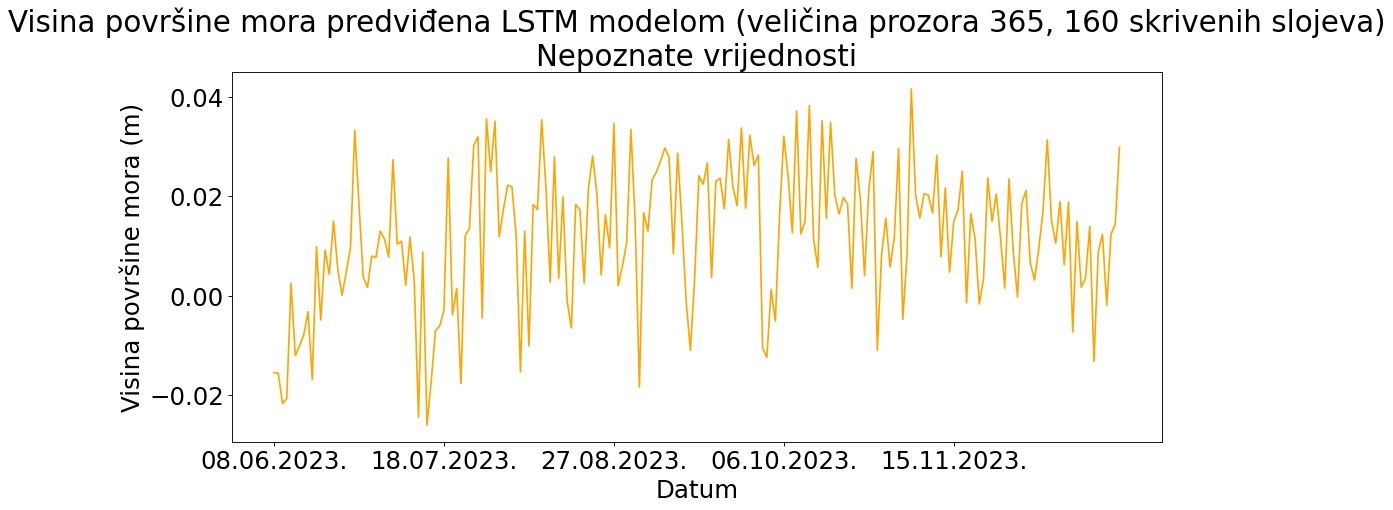 Visina površine mora predviđena LSTM modelom (veličina prozora 365, 160 skrivenih slojeva)
Nepoznate vrijednosti
Visina površine mora (m)
0.04
0.02
0.00
−0.02
08.06.2023. 18.07.2023. 27.08.2023. 06.10.2023. 15.11.2023.
Datum